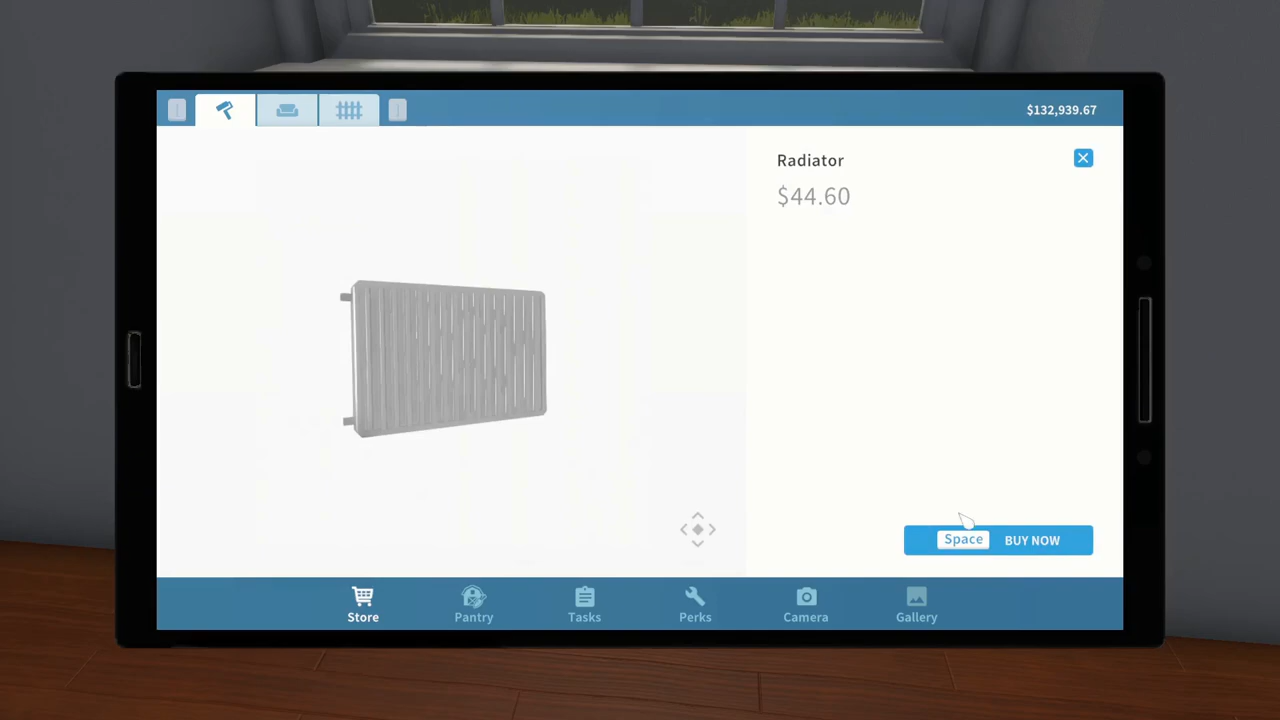 $132,939.67
Radiator
$44.60
Space BUY NOW
Store Pantry Tasks Perks Camera Gallery